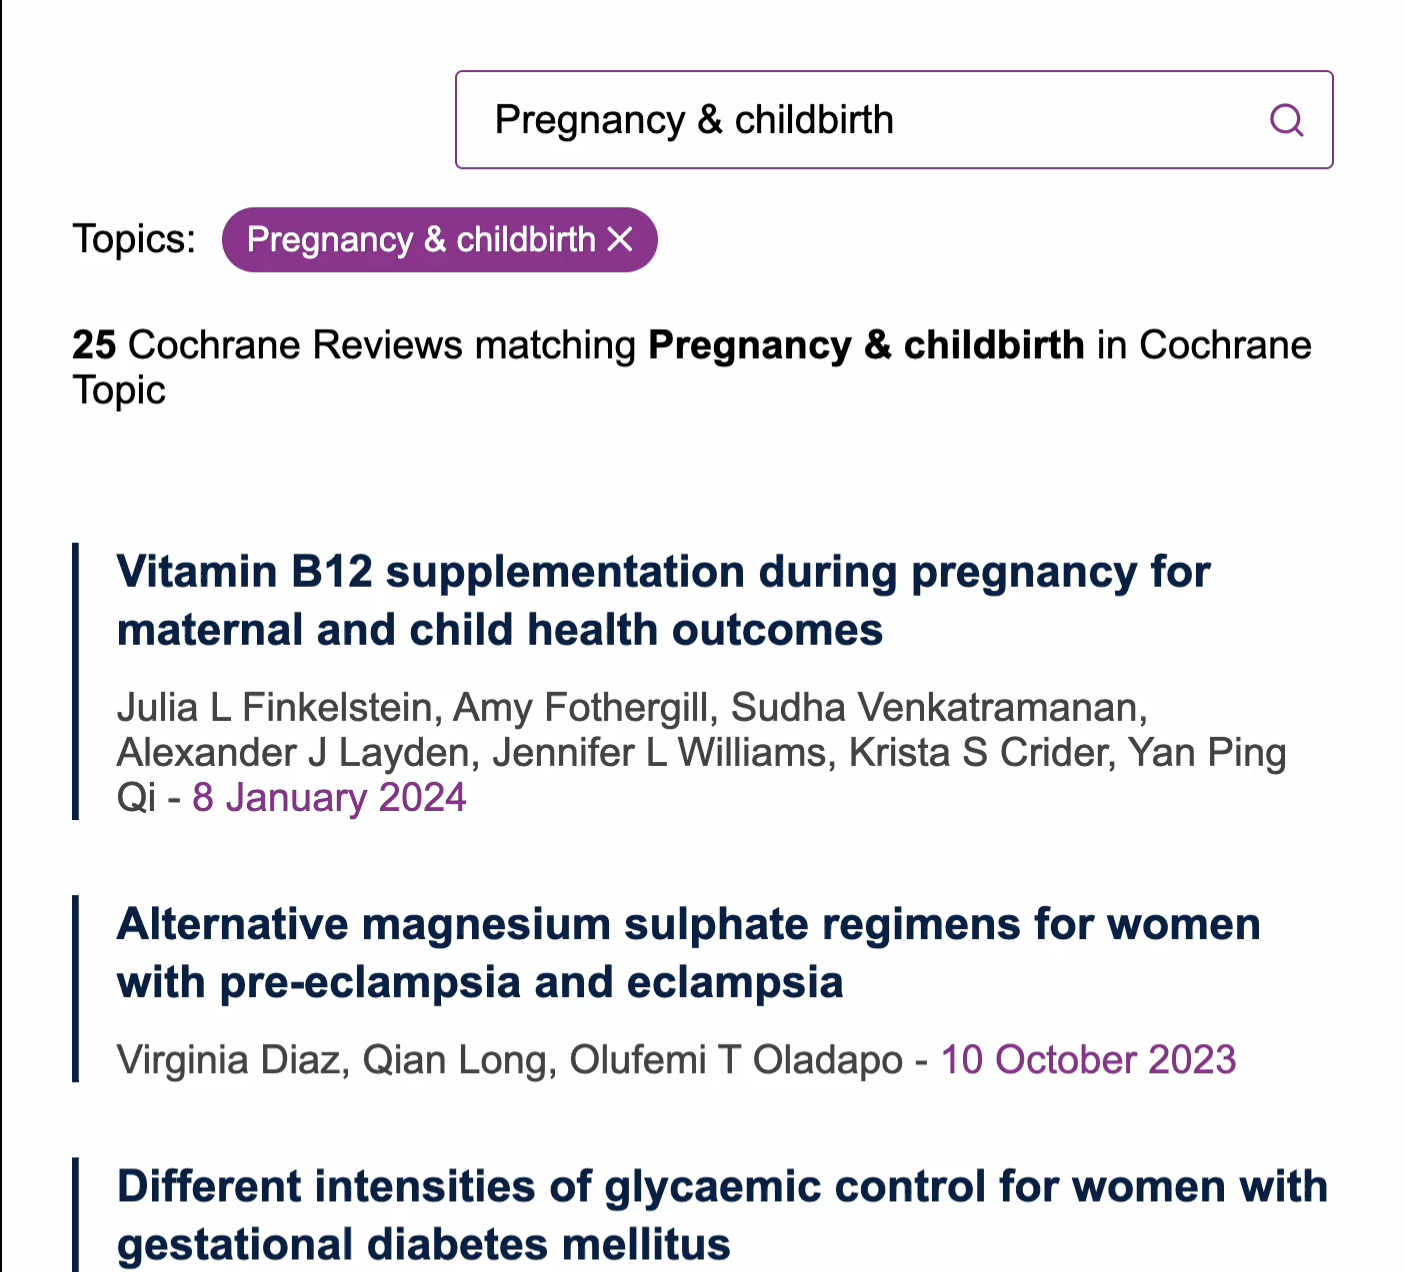 Pregnancy & childbirth
Topics: Pregnancy & childbirth ✕
25 Cochrane Reviews matching Pregnancy & childbirth in Cochrane
Topic
Vitamin B12 supplementation during pregnancy for
maternal and child health outcomes
Julia L Finkelstein, Amy Fothergill, Sudha Venkatramanan,
Alexander J Layden, Jennifer L Williams, Krista S Crider, Yan Ping
Qi - 8 January 2024
Alternative magnesium sulphate regimens for women
with pre-eclampsia and eclampsia
Virginia Diaz, Qian Long, Olufemi T Oladapo - 10 October 2023
Different intensities of glycaemic control for women with
gestational diabetes mellitus